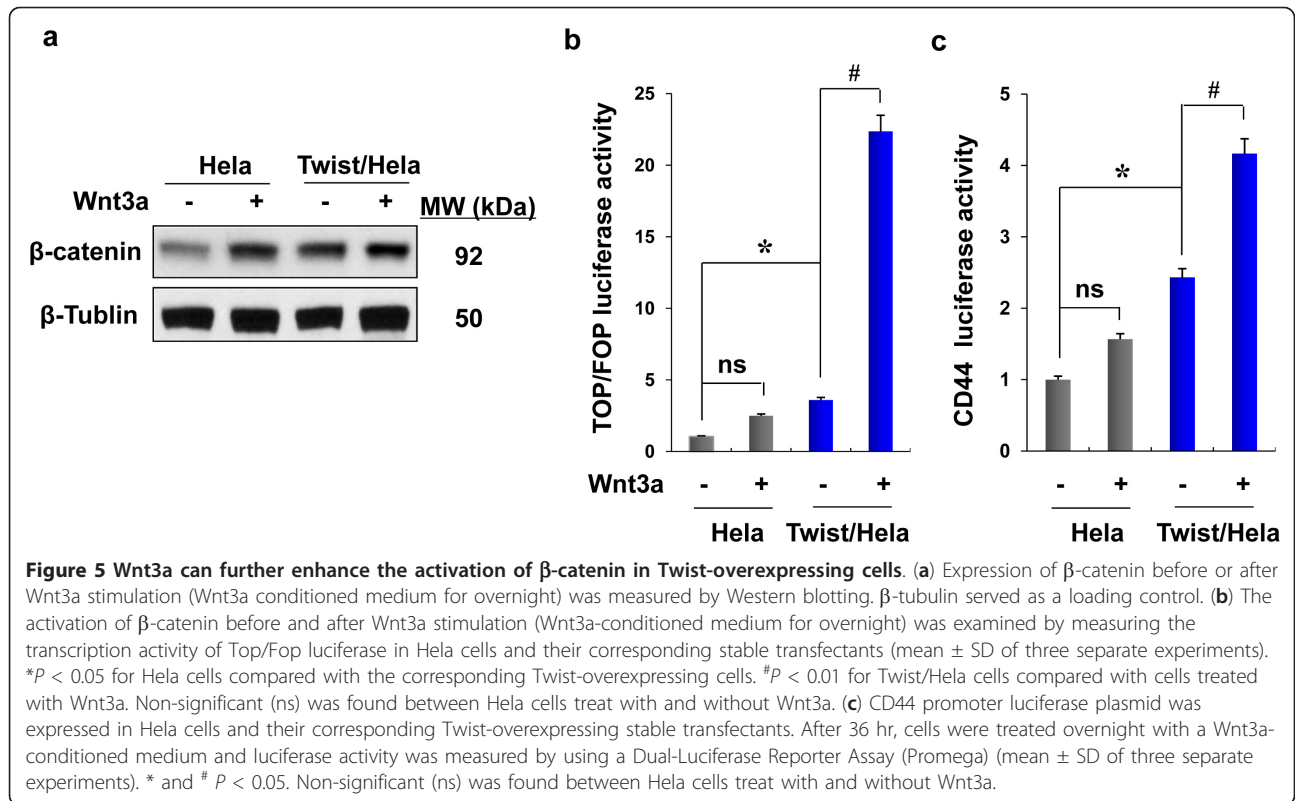 a
Hela Twist/Hela
Wnt3a - + - + MW (kDa)
β-catenin 92
β-Tublin 50
b
TOP/FOP luciferase activity
25
20
15
10
5
0
*
ns
#
Wnt3a - + - +
Hela Twist/Hela
c
CD44 luciferase activity
5
4
3
2
1
0
*
ns
#
- + - +
Hela Twist/Hela
Figure 5 Wnt3a can further enhance the activation of β-catenin in Twist-overexpressing cells. (a) Expression of β-catenin before or after
Wnt3a stimulation (Wnt3a conditioned medium for overnight) was measured by Western blotting. β-tubulin served as a loading control. (b) The
activation of β-catenin before and after Wnt3a stimulation (Wnt3a-conditioned medium for overnight) was examined by measuring the
transcription activity of Top/Fop luciferase in Hela cells and their corresponding stable transfectants (mean ± SD of three separate experiments).
*P < 0.05 for Hela cells compared with the corresponding Twist-overexpressing cells. #P < 0.01 for Twist/Hela cells compared with cells treated
with Wnt3a. Non-significant (ns) was found between Hela cells treat with and without Wnt3a. (c) CD44 promoter luciferase plasmid was
expressed in Hela cells and their corresponding Twist-overexpressing stable transfectants. After 36 hr, cells were treated overnight with a Wnt3a-
conditioned medium and luciferase activity was measured by using a Dual-Luciferase Reporter Assay (Promega) (mean ± SD of three separate
experiments). * and # P < 0.05. Non-significant (ns) was found between Hela cells treat with and without Wnt3a.